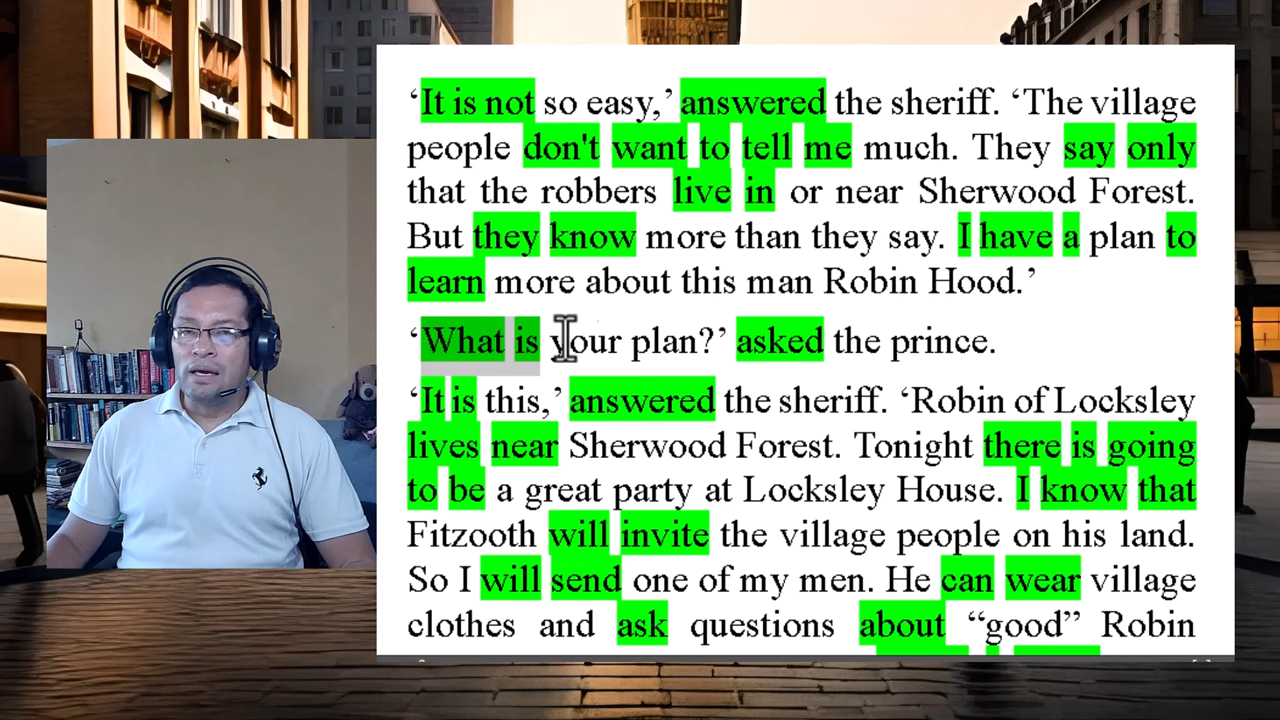 ‘It is not so easy,’ answered the sheriff. ‘The village
people don't want to tell me much. They say only
that the robbers live in or near Sherwood Forest.
But they know more than they say. I have a plan to
learn more about this man Robin Hood.’
‘What is your plan?’ asked the prince.
‘It is this,’ answered the sheriff. ‘Robin of Locksley
lives near Sherwood Forest. Tonight there is going
to be a great party at Locksley House. I know that
Fitzooth will invite the village people on his land.
So I will send one of my men. He can wear village
clothes and ask questions about “good” Robin